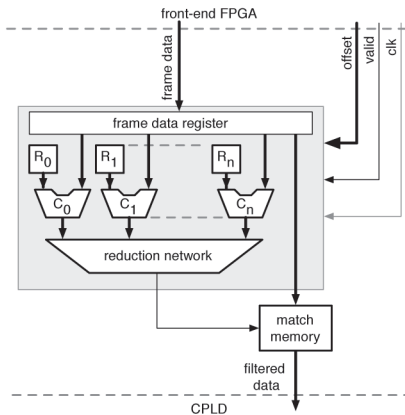 front-end FPGA
frame data
offset
valid
clk
frame data register
R0
R1
Rn
C0
C1
Cn
reduction network
match
memory
filtered
data
CPLD